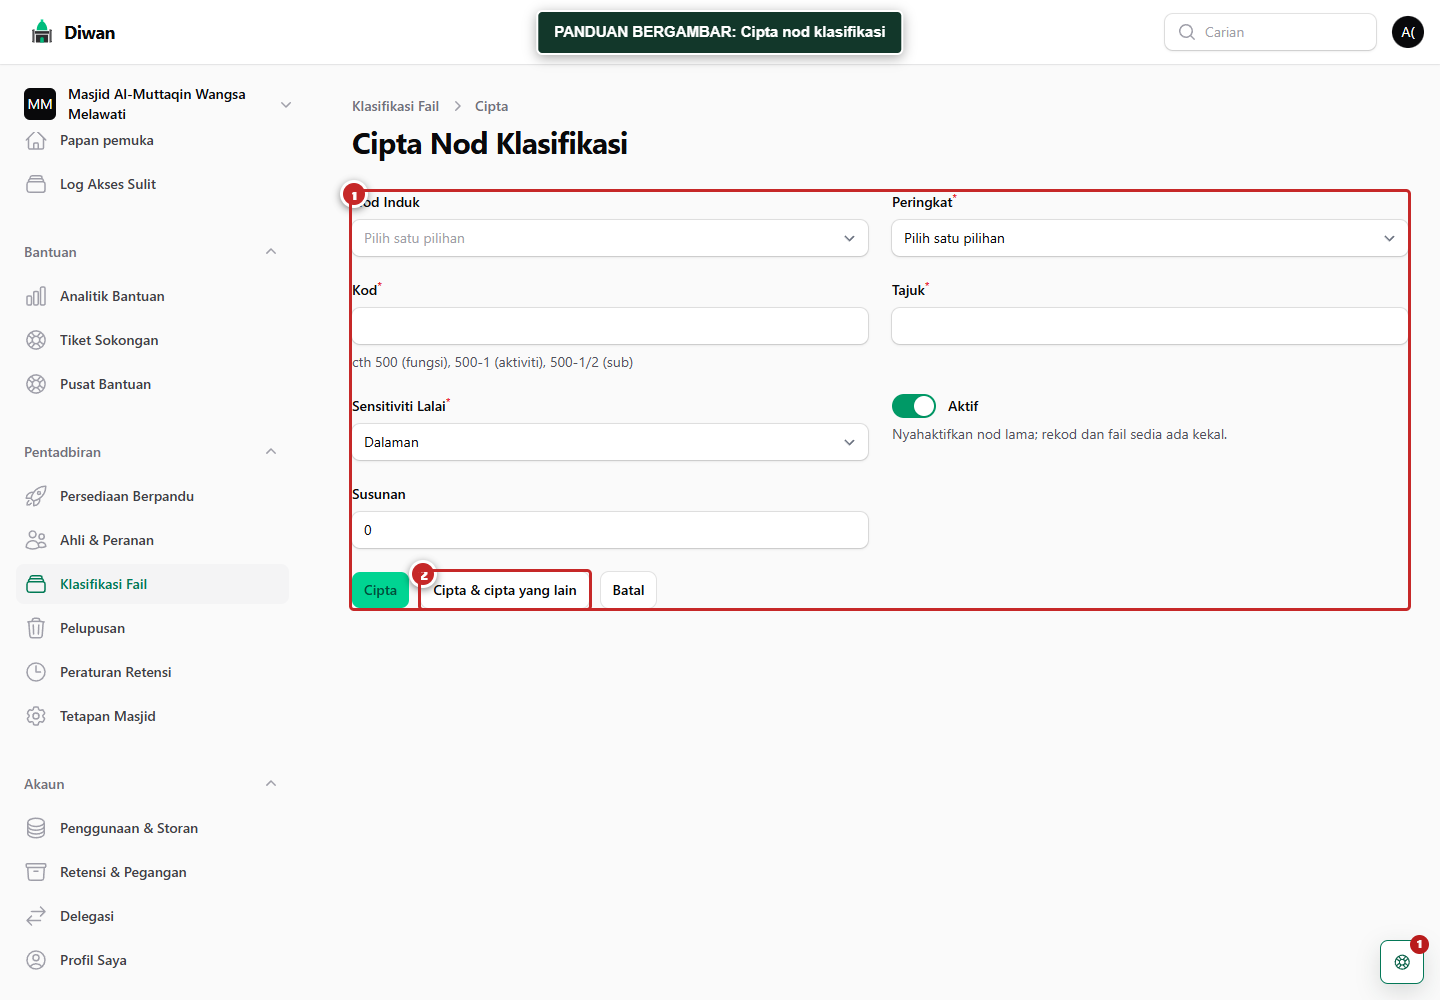 Diwan
PANDUAN BERGAMBAR: Cipta nod klasifikasi
Carian
A(
MM
Masjid Al-Muttaqin Wangsa
Melawati
Papan pemuka
Log Akses Sulit
Bantuan
Analitik Bantuan
Tiket Sokongan
Pusat Bantuan
Pentadbiran
Persediaan Berpandu
Ahli & Peranan
Klasifikasi Fail
Pelupusan
Peraturan Retensi
Tetapan Masjid
Akaun
Penggunaan & Storan
Retensi & Pegangan
Delegasi
Profil Saya
Klasifikasi Fail > Cipta
Cipta Nod Klasifikasi
1
od Induk
Pilih satu pilihan
Peringkat*
Pilih satu pilihan
Kod*
cth 500 (fungsi), 500-1 (aktiviti), 500-1/2 (sub)
Tajuk*
Sensitiviti Lalai*
Dalaman
Aktif
Nyahaktifkan nod lama; rekod dan fail sedia ada kekal.
Susunan
0
Cipta
2
Cipta & cipta yang lain
Batal
1